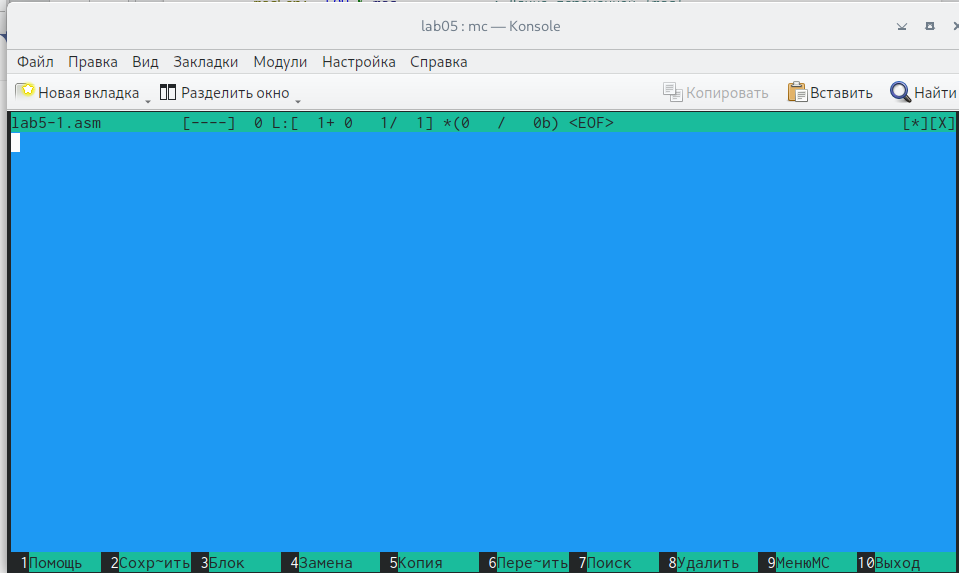 lab05 : mc — Konsole
Файл Правка Вид Закладки Модули Настройка Справка
Новая вкладка Разделить окно Копировать Вставить Найти
lab5-1.asm [----] 0 L:[ 1+ 0 1/ 1] *(0 / 0b) <EOF> [*][X]
1Помощь 2Сохр~ить 3Блок 4Замена 5Копия 6Пере~ить 7Поиск 8Удалить 9МенюMC 10Выход